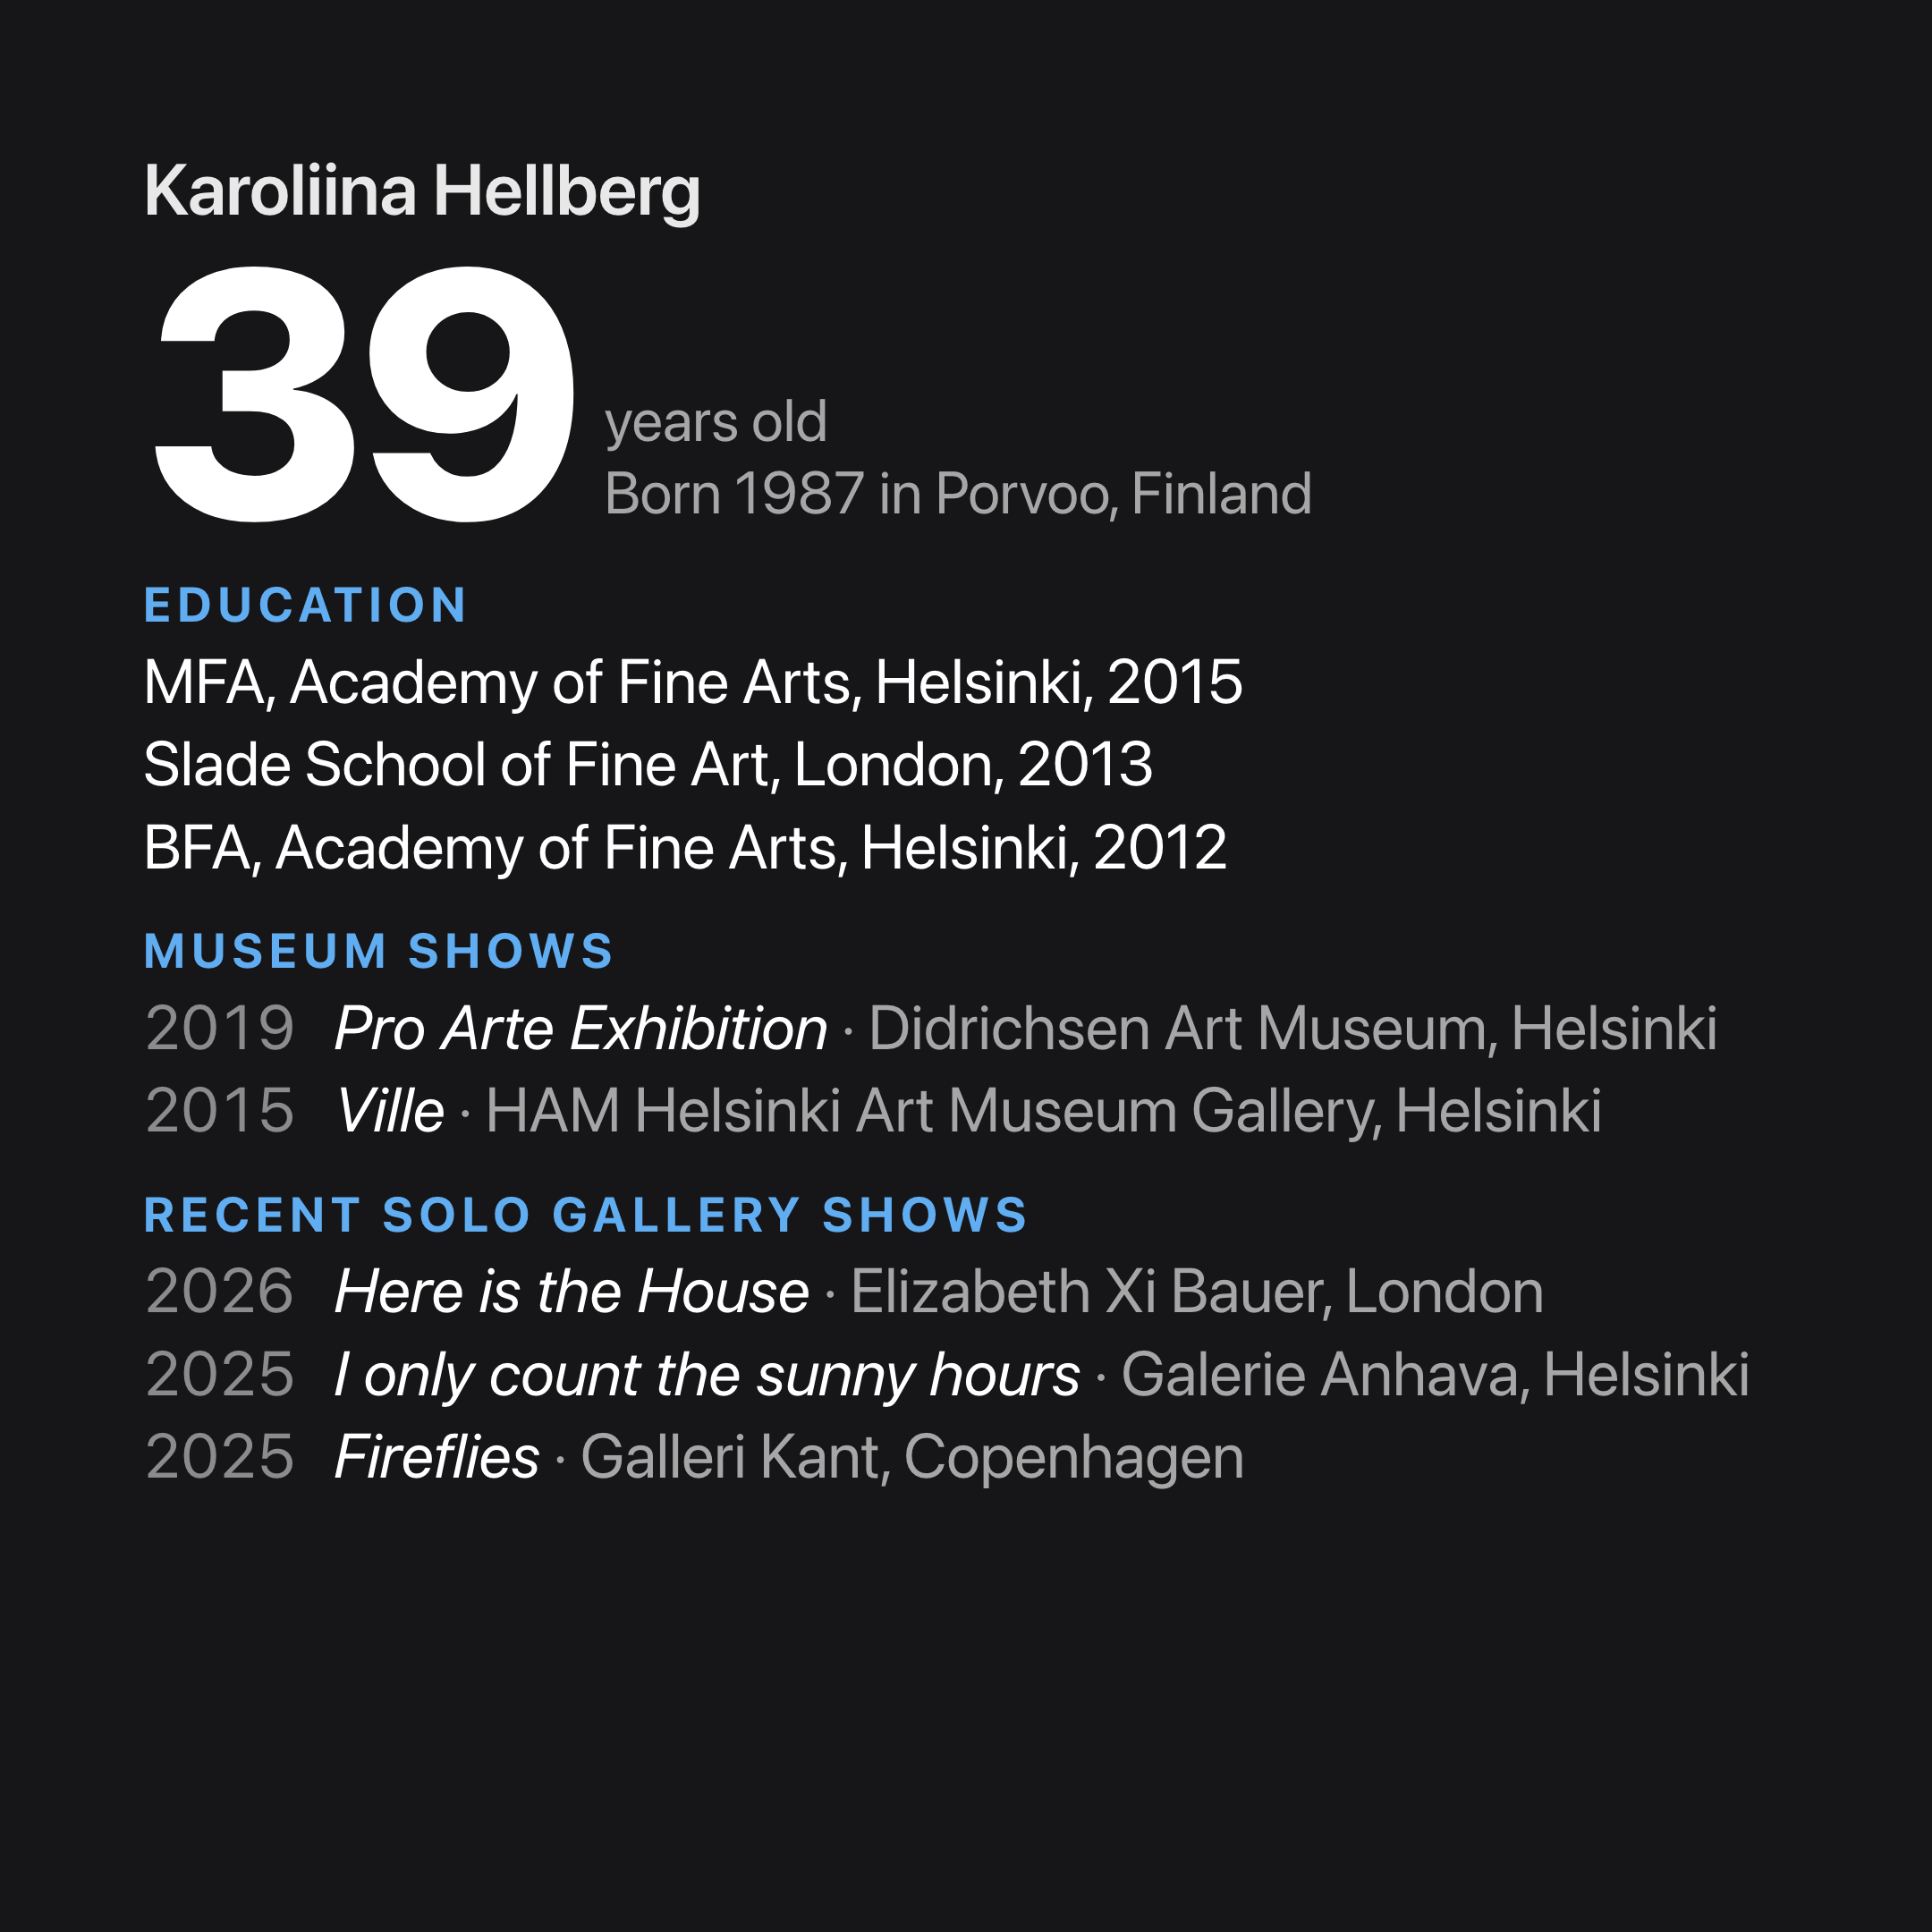 Karoliina Hellberg
39
years old
Born 1987 in Porvoo, Finland
EDUCATION
MFA, Academy of Fine Arts, Helsinki, 2015
Slade School of Fine Art, London, 2013
BFA, Academy of Fine Arts, Helsinki, 2012
MUSEUM SHOWS
2019 Pro Arte Exhibition · Didrichsen Art Museum, Helsinki
2015 Ville · HAM Helsinki Art Museum Gallery, Helsinki
RECENT SOLO GALLERY SHOWS
2026 Here is the House · Elizabeth Xi Bauer, London
2025 I only count the sunny hours · Galerie Anhava, Helsinki
2025 Fireflies · Galleri Kant, Copenhagen